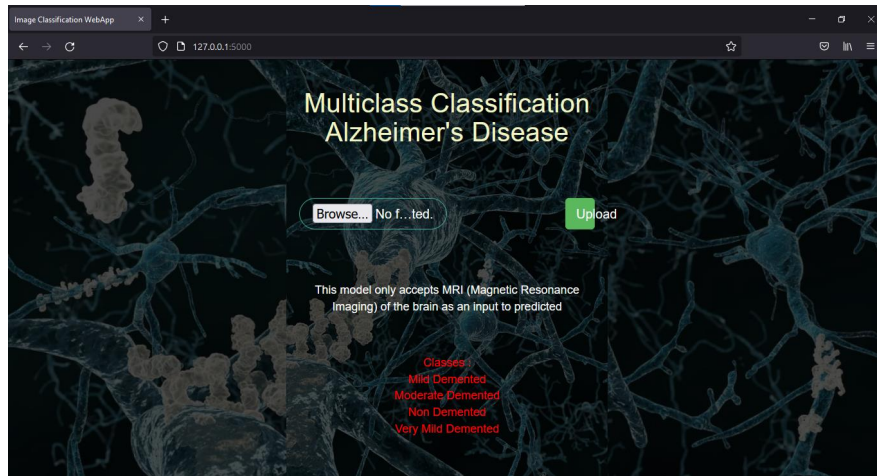 Image Classification WebApp
127.0.0.1:5000
Multiclass Classification
Alzheimer's Disease
Browse... No f...ted.
Upload
This model only accepts MRI (Magnetic Resonance
Imaging) of the brain as an input to predicted
Classes :
Mild Demented
Moderate Demented
Non Demented
Very Mild Demented